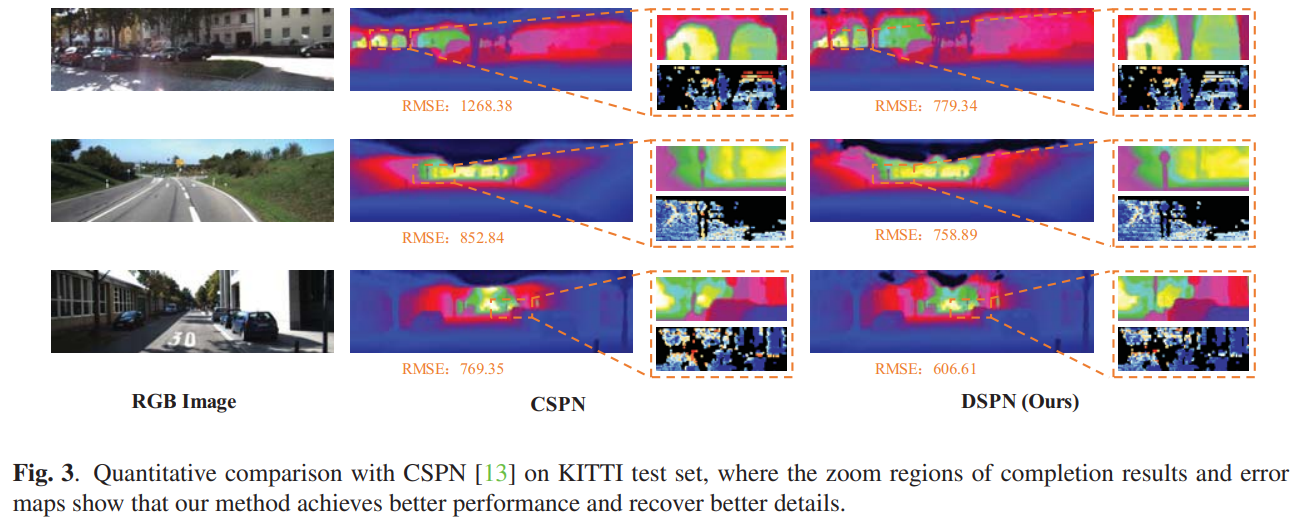 RMSE: 1268.38
RMSE: 779.34
RMSE: 852.84
RMSE: 758.89
30
RMSE: 769.35
RMSE: 606.61
RGB Image
CSPN
DSPN (Ours)
Fig. 3. Quantitative comparison with CSPN [13] on KITTI test set, where the zoom regions of completion results and error
maps show that our method achieves better performance and recover better details.